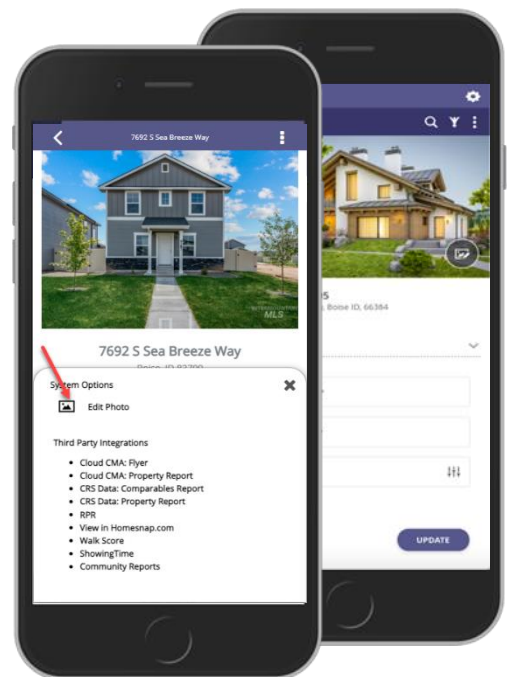 7692 S Sea Breeze Way
MLS
7692 S Sea Breeze Way
System Options
Edit Photo
Third Party Integrations
• Cloud CMA: Flyer
• Cloud CMA: Property Report
• CRS Data: Comparables Report
• CRS Data: Property Report
• RPR
• View in Homesnap.com
• Walk Score
• ShowingTime
• Community Reports
Boise ID, 66384
UPDATE